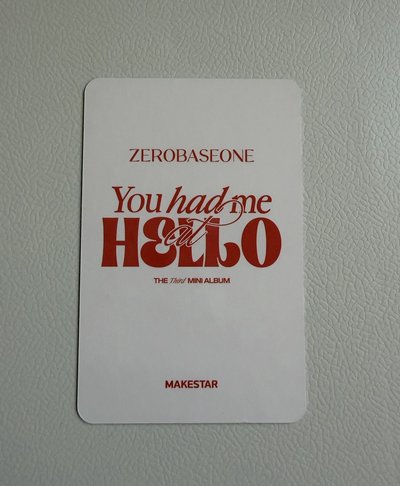 ZEROBASEONE
You had me
at
HELLO
THE Third MINI ALBUM
MAKESTAR